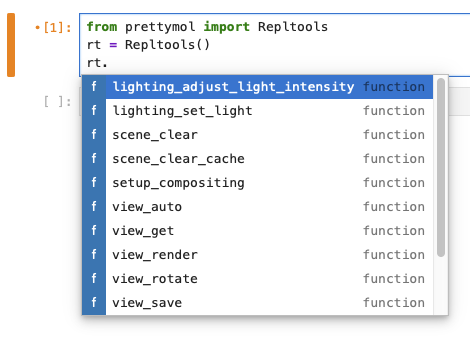 •[1]: from prettymol import Repltools
rt = Repltools()
rt.
f lighting_adjust_light_intensity function
[ ]: f lighting_set_light function
f scene_clear function
f scene_clear_cache function
f setup_compositing function
f view_auto function
f view_get function
f view_render function
f view_rotate function
f view_save function